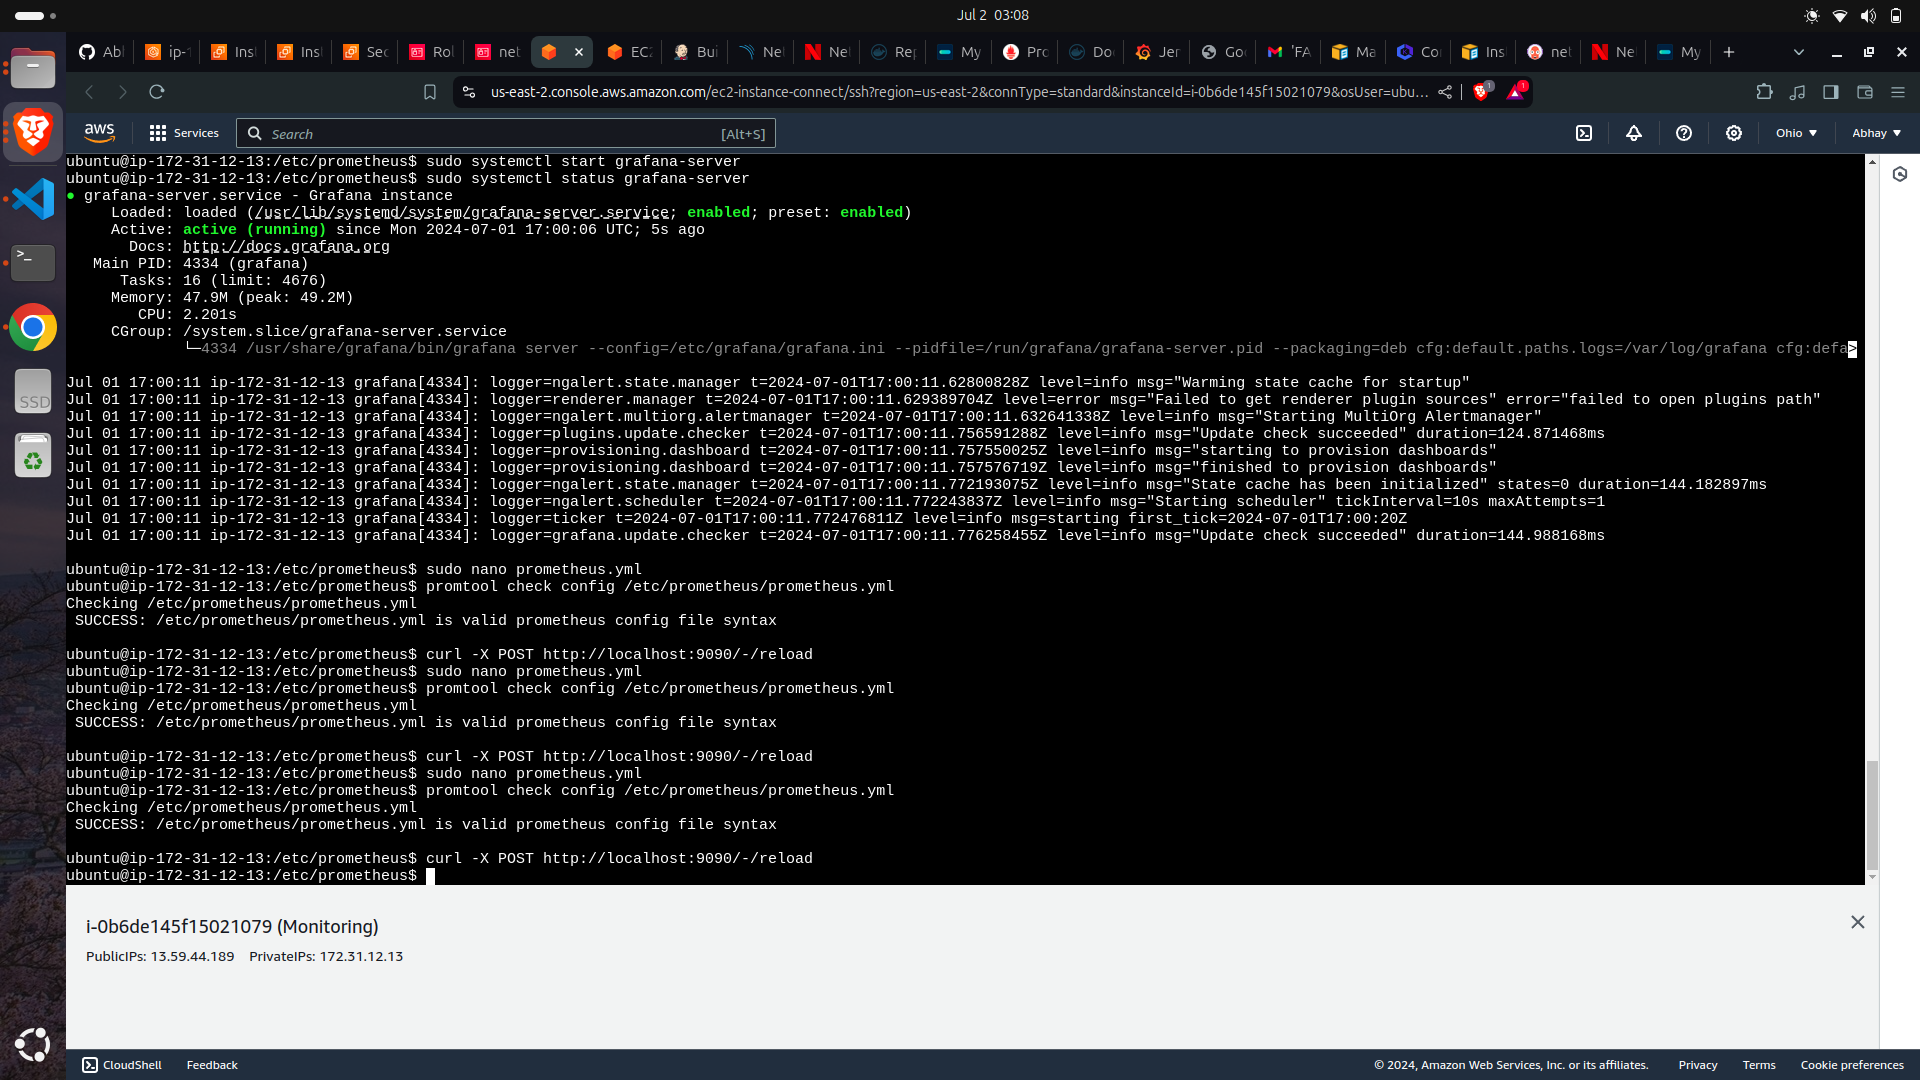 Jul 2 03:08
Ab
ip-1
Inst
Inst
Sec
Rol
net
EC2
Bui
Nel
Net
Rep
My
Pro
Doc
Jer
Goo
'FA
Ma
Co
Inst
net
Ne
My
us-east-2.console.aws.amazon.com/ec2-instance-connect/ssh?region=us-east-2&connType=standard&instanceId=i-0b6de145f15021079&osUser=ubu...
1
1
aws
Services
Search
[Alt+S]
Ohio
Abhay
ubuntu@ip-172-31-12-13:/etc/prometheus$ sudo systemctl start grafana-server
ubuntu@ip-172-31-12-13:/etc/prometheus$ sudo systemctl status grafana-server
● grafana-server.service - Grafana instance
Loaded: loaded (/usr/lib/systemd/system/grafana-server.service; enabled; preset: enabled)
Active: active (running) since Mon 2024-07-01 17:00:06 UTC; 5s ago
Docs: http://docs.grafana.org
Main PID: 4334 (grafana)
Tasks: 16 (limit: 4676)
Memory: 47.9M (peak: 49.2M)
CPU: 2.201s
CGroup: /system.slice/grafana-server.service
└─4334 /usr/share/grafana/bin/grafana server --config=/etc/grafana/grafana.ini --pidfile=/run/grafana/grafana-server.pid --packaging=deb cfg:default.paths.logs=/var/log/grafana cfg:defa>
Jul 01 17:00:11 ip-172-31-12-13 grafana[4334]: logger=ngalert.state.manager t=2024-07-01T17:00:11.62800828Z level=info msg="Warming state cache for startup"
Jul 01 17:00:11 ip-172-31-12-13 grafana[4334]: logger=renderer.manager t=2024-07-01T17:00:11.629389704Z level=error msg="Failed to get renderer plugin sources" error="failed to open plugins path"
Jul 01 17:00:11 ip-172-31-12-13 grafana[4334]: logger=ngalert.multiorg.alertmanager t=2024-07-01T17:00:11.632641338Z level=info msg="Starting MultiOrg Alertmanager"
Jul 01 17:00:11 ip-172-31-12-13 grafana[4334]: logger=plugins.update.checker t=2024-07-01T17:00:11.756591288Z level=info msg="Update check succeeded" duration=124.871468ms
Jul 01 17:00:11 ip-172-31-12-13 grafana[4334]: logger=provisioning.dashboard t=2024-07-01T17:00:11.757550025Z level=info msg="starting to provision dashboards"
Jul 01 17:00:11 ip-172-31-12-13 grafana[4334]: logger=provisioning.dashboard t=2024-07-01T17:00:11.757576719Z level=info msg="finished to provision dashboards"
Jul 01 17:00:11 ip-172-31-12-13 grafana[4334]: logger=ngalert.state.manager t=2024-07-01T17:00:11.772193075Z level=info msg="State cache has been initialized" states=0 duration=144.182897ms
Jul 01 17:00:11 ip-172-31-12-13 grafana[4334]: logger=ngalert.scheduler t=2024-07-01T17:00:11.772243837Z level=info msg="Starting scheduler" tickInterval=10s maxAttempts=1
Jul 01 17:00:11 ip-172-31-12-13 grafana[4334]: logger=ticker t=2024-07-01T17:00:11.772476811Z level=info msg=starting first_tick=2024-07-01T17:00:20Z
Jul 01 17:00:11 ip-172-31-12-13 grafana[4334]: logger=grafana.update.checker t=2024-07-01T17:00:11.776258455Z level=info msg="Update check succeeded" duration=144.988168ms
ubuntu@ip-172-31-12-13:/etc/prometheus$ sudo nano prometheus.yml
ubuntu@ip-172-31-12-13:/etc/prometheus$ promtool check config /etc/prometheus/prometheus.yml
Checking /etc/prometheus/prometheus.yml
SUCCESS: /etc/prometheus/prometheus.yml is valid prometheus config file syntax
ubuntu@ip-172-31-12-13:/etc/prometheus$ curl -X POST http://localhost:9090/-/reload
ubuntu@ip-172-31-12-13:/etc/prometheus$ sudo nano prometheus.yml
ubuntu@ip-172-31-12-13:/etc/prometheus$ promtool check config /etc/prometheus/prometheus.yml
Checking /etc/prometheus/prometheus.yml
SUCCESS: /etc/prometheus/prometheus.yml is valid prometheus config file syntax
ubuntu@ip-172-31-12-13:/etc/prometheus$ curl -X POST http://localhost:9090/-/reload
ubuntu@ip-172-31-12-13:/etc/prometheus$ sudo nano prometheus.yml
ubuntu@ip-172-31-12-13:/etc/prometheus$ promtool check config /etc/prometheus/prometheus.yml
Checking /etc/prometheus/prometheus.yml
SUCCESS: /etc/prometheus/prometheus.yml is valid prometheus config file syntax
ubuntu@ip-172-31-12-13:/etc/prometheus$ curl -X POST http://localhost:9090/-/reload
ubuntu@ip-172-31-12-13:/etc/prometheus$
SSD
i-0b6de145f15021079 (Monitoring)
PublicIPs: 13.59.44.189 PrivateIPs: 172.31.12.13
CloudShell
Feedback
© 2024, Amazon Web Services, Inc. or its affiliates.
Privacy
Terms
Cookie preferences